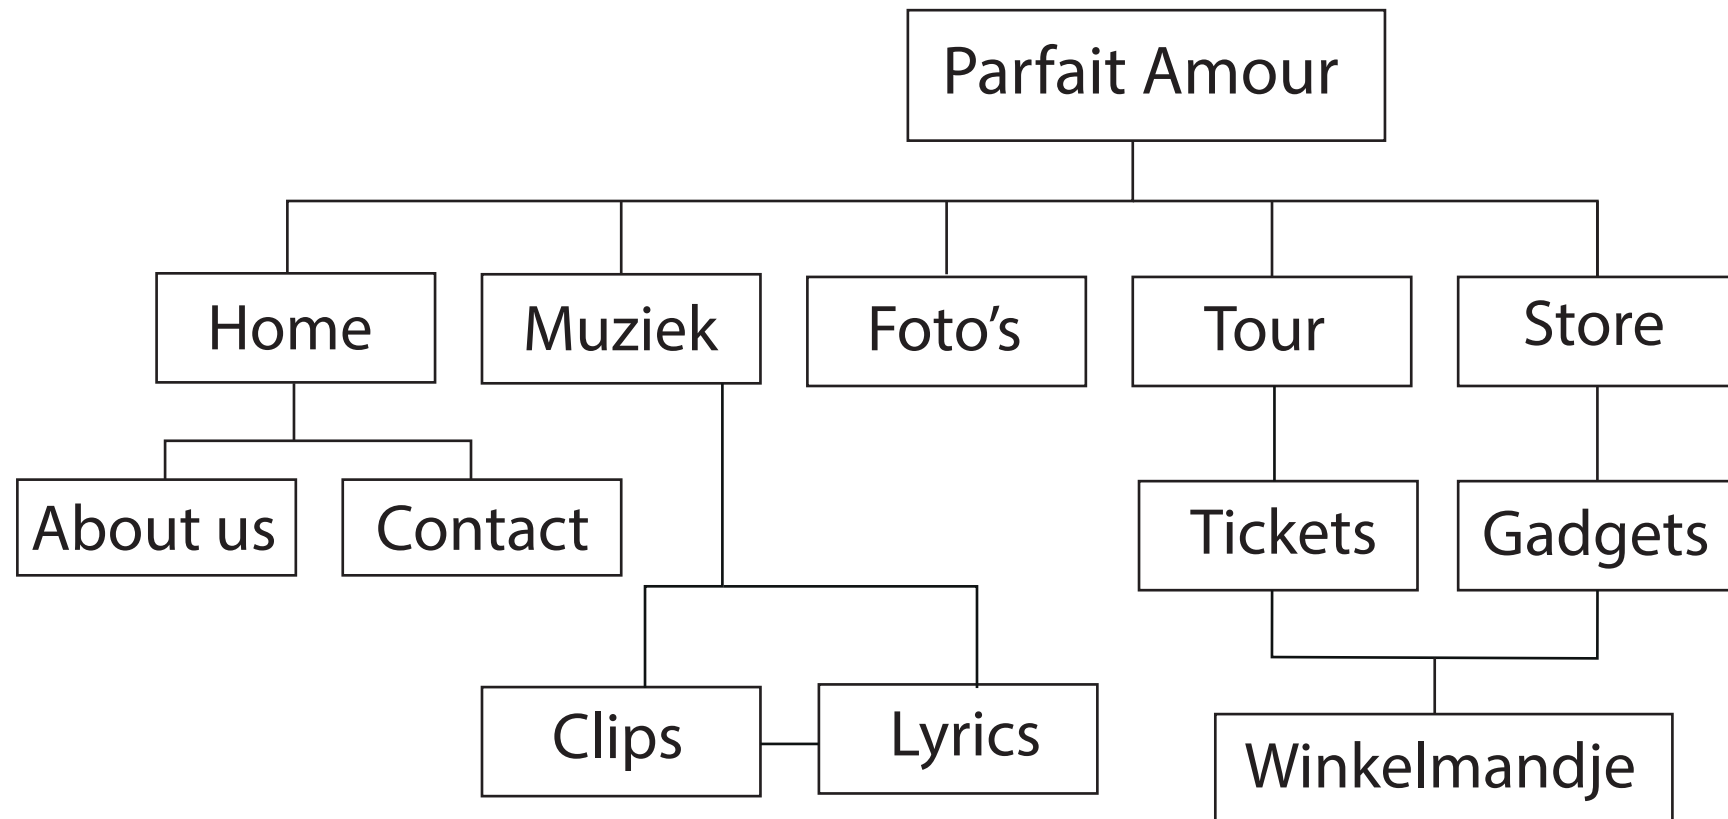 Parfait Amour
Home
Muziek
Foto’s
Tour
Store
About us
Contact
Tickets
Gadgets
Clips
Lyrics
Winkelmandje